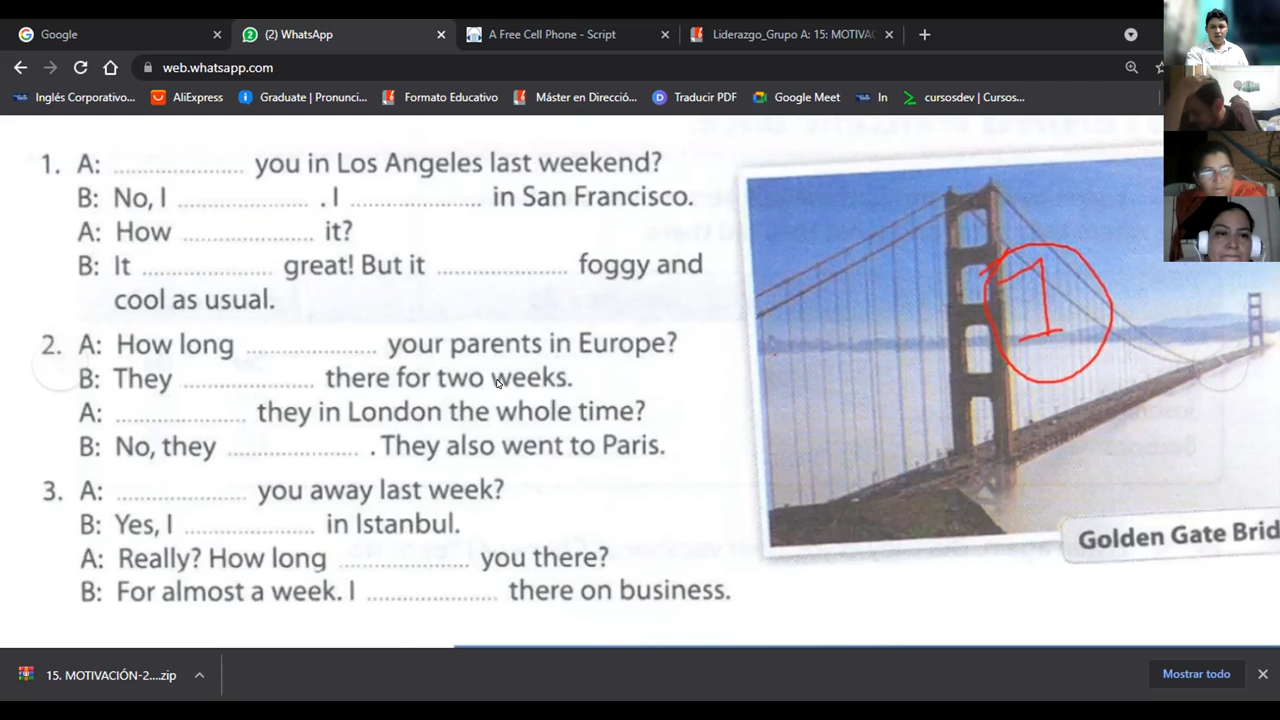 Google
(2) WhatsApp
A Free Cell Phone - Script
Liderazgo_Grupo A: 15: MOTIVAC
web.whatsapp.com
Inglés Corporativo...
AliExpress
Graduate | Pronunci...
Formato Educativo
Máster en Direcció...
Traducir PDF
Google Meet
In
cursosdev | Cursos...
1. A: .................... you in Los Angeles last weekend?
B: No, I .................... . I .................... in San Francisco.
A: How .................... it?
B: It .................... great! But it .................... foggy and
cool as usual.
2. A: How long .................... your parents in Europe?
B: They .................... there for two weeks.
A: .................... they in London the whole time?
B: No, they .................... . They also went to Paris.
3. A: .................... you away last week?
B: Yes, I .................... in Istanbul.
A: Really? How long .................... you there?
B: For almost a week. I .................... there on business.
1
Golden Gate Brid
15. MOTIVACIÓN-2....zip
Mostrar todo